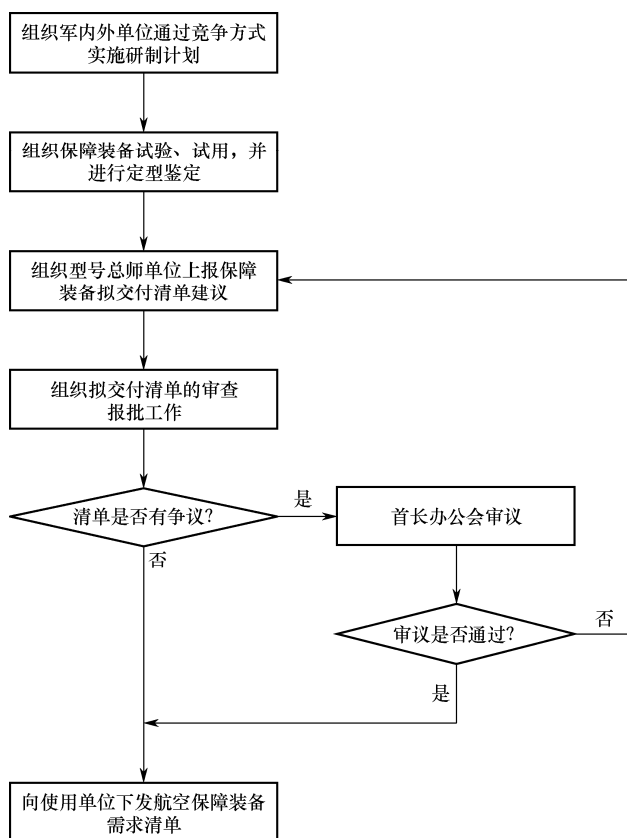 组织军内外单位通过竞争方式
实施研制计划
组织保障装备试验、试用，并
进行定型鉴定
组织型号总师单位上报保障
装备拟交付清单建议
组织拟交付清单的审查
报批工作
清单是否有争议？
是
首长办公会审议
否
审议是否通过？
否
是
向使用单位下发航空保障装备
需求清单